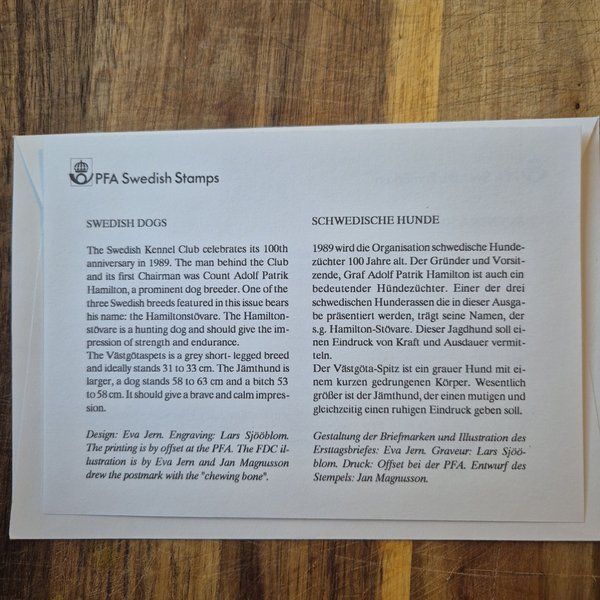 PFA Swedish Stamps
SWEDISH DOGS
The Swedish Kennel Club celebrates its 100th
anniversary in 1989. The man behind the Club
and its first Chairman was Count Adolf Patrik
Hamilton, a prominent dog breeder. One of the
three Swedish breeds featured in this issue bears
his name: the Hamiltonstövare. The Hamilton-
stövare is a hunting dog and should give the im-
pression of strength and endurance.
The Västgötaspets is a grey short- legged breed
and ideally stands 31 to 33 cm. The Jämthund is
larger, a dog stands 58 to 63 cm and a bitch 53
to 58 cm. It should give a brave and calm impres-
sion.
Design: Eva Jern. Engraving: Lars Sjööblom.
The printing is by offset at the PFA. The FDC il-
lustration is by Eva Jern and Jan Magnusson
drew the postmark with the "chewing bone".
SCHWEDISCHE HUNDE
1989 wird die Organisation schwedische Hunde-
züchter 100 Jahre alt. Der Gründer und Vorsit-
zende, Graf Adolf Patrik Hamilton ist auch ein
bedeutender Hündezüchter. Einer der drei
schwedischen Hunderassen die in dieser Ausga-
be präsentiert werden, trägt seine Namen, der
s.g. Hamilton-Stövare. Dieser Jagdhund soll ei-
nen Eindruck von Kraft und Ausdauer vermit-
teln.
Der Västgöta-Spitz ist ein grauer Hund mit ei-
nem kurzen gedrungenen Körper. Wesentlich
größer ist der Jämthund, der einen mutigen und
gleichzeitig einen ruhigen Eindruck geben soll.
Gestaltung der Briefmarken und Illustration des
Ersttagsbriefes: Eva Jern. Graveur: Lars Sjöö-
blom. Druck: Offset bei der PFA. Entwurf des
Stempels: Jan Magnusson.